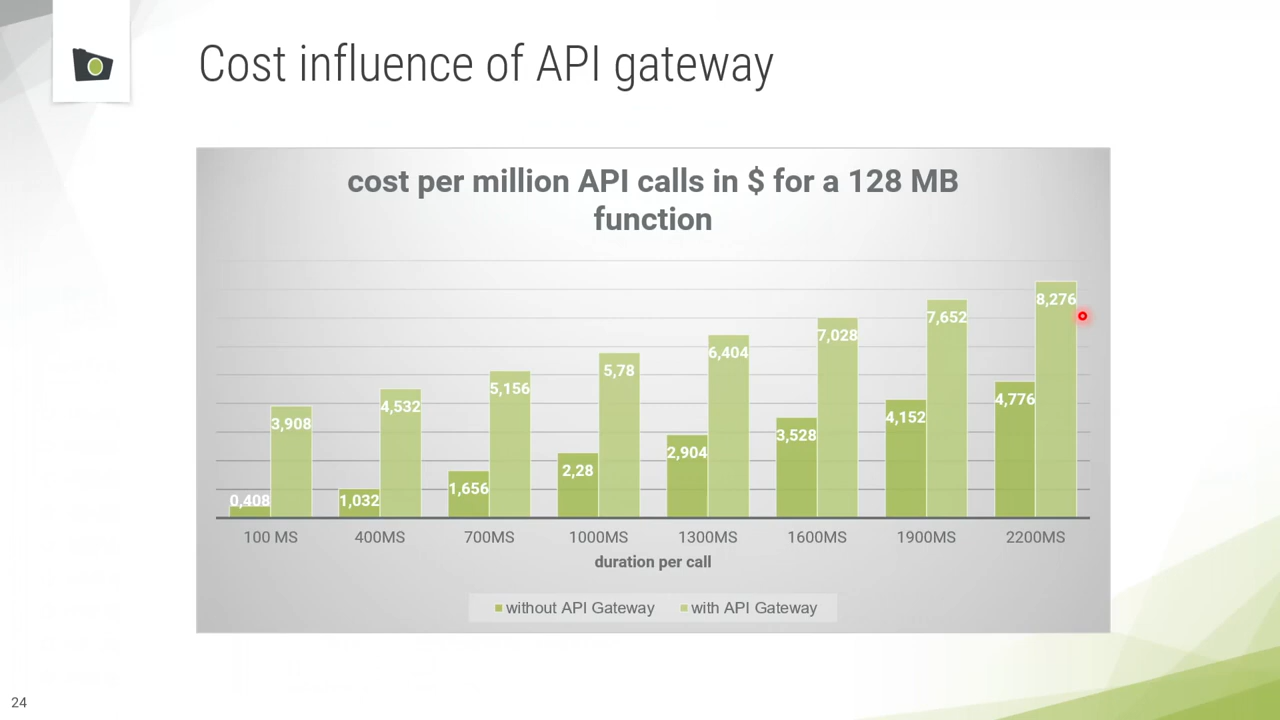 Cost influence of API gateway
cost per million API calls in $ for a 128 MB
function
8,276
7,652
7,028
6,404
5,78
5,156
4,532
3,908
4,776
4,152
3,528
2,904
2,28
1,656
1,032
0,408
100 MS 400MS 700MS 1000MS 1300MS 1600MS 1900MS 2200MS
duration per call
without API Gateway with API Gateway
24